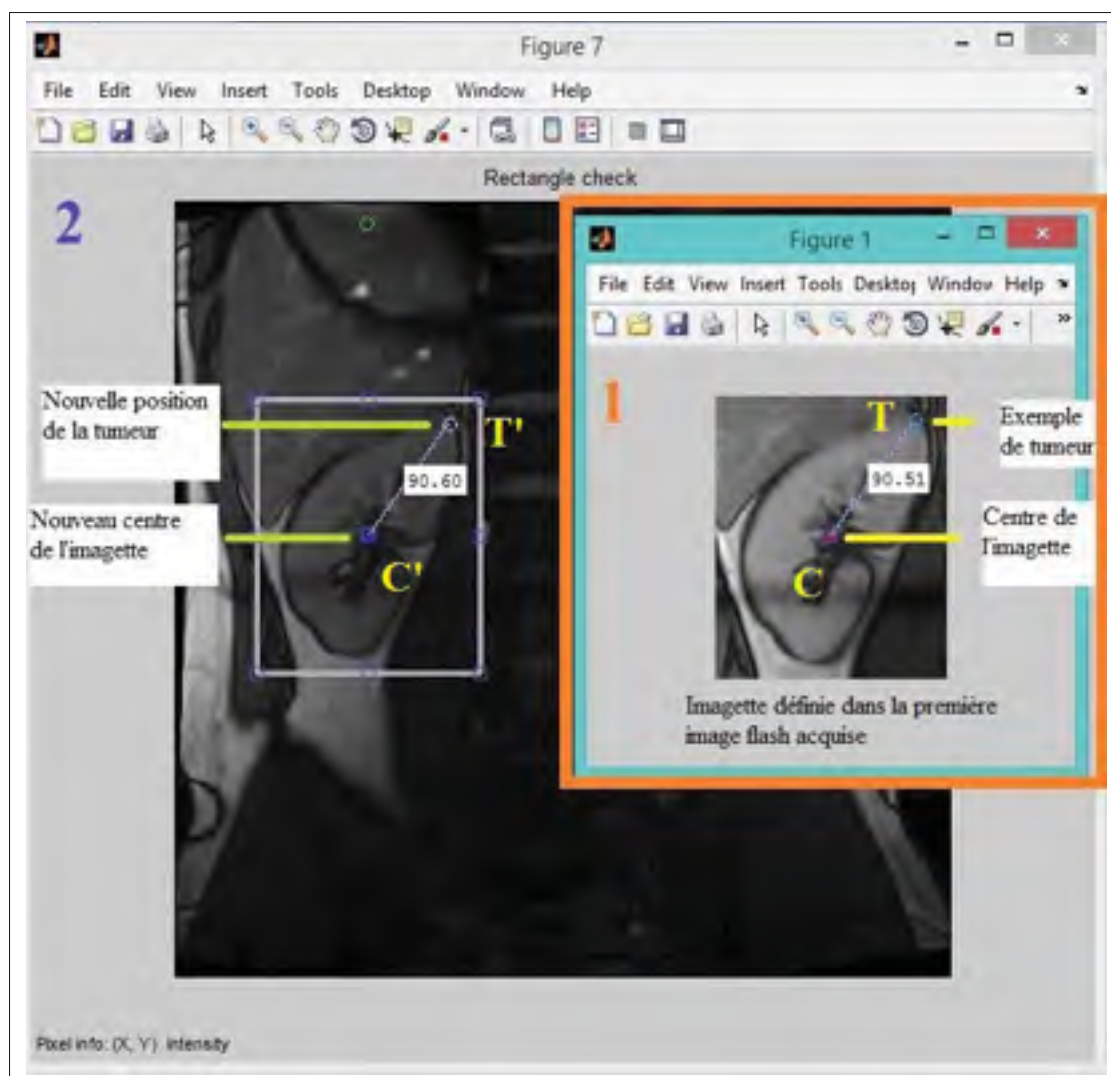 Figure 7
File Edit View Insert Tools Desktop Window Help
Rectangle check
2
Nouvelle position
de la tumeur
T'
90.60
Nouveau centre
de l'imagette
C'
Figure 1
File Edit View Insert Tools Desktop Window Help
1
T
Exemple
de tumeur
90.51
Centre de
l'imagette
C
Imagette définie dans la première
image flash acquise
Pixel info: (X, Y) Intensity